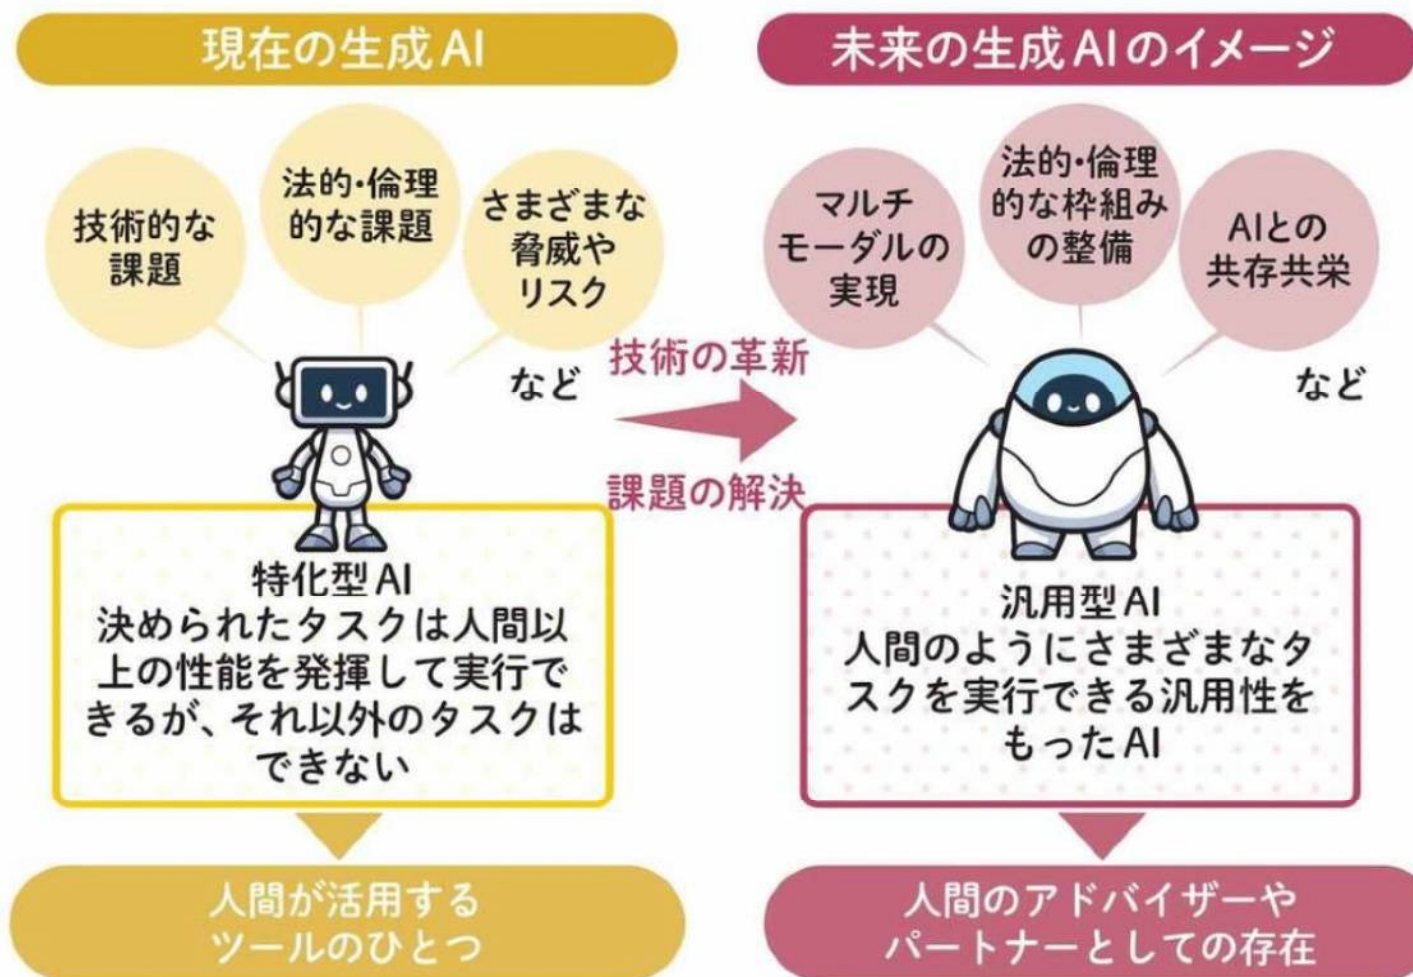 現在の生成AI
技術的な
課題
法的・倫理
的な課題
さまざまな
脅威や
リスク
など
特化型AI
決められたタスクは人間以
上の性能を発揮して実行で
きるが、それ以外のタスクは
できない
人間が活用する
ツールのひとつ
技術の革新
課題の解決
未来の生成AIのイメージ
マルチ
モーダルの
実現
法的・倫理
的な枠組み
の整備
AIとの
共存共栄
など
汎用型AI
人間のようにさまざまなタ
スクを実行できる汎用性を
もったAI
人間のアドバイザーや
パートナーとしての存在